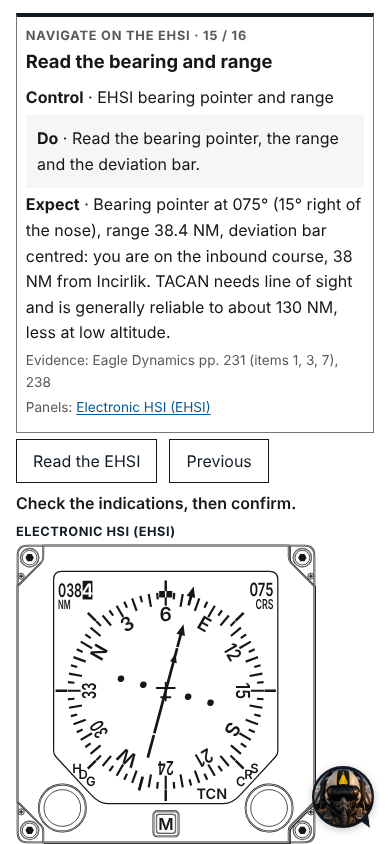 NAVIGATE ON THE EHSI · 15 / 16
Read the bearing and range
Control · EHSI bearing pointer and range
Do · Read the bearing pointer, the range
and the deviation bar.
Expect · Bearing pointer at 075° (15° right of
the nose), range 38.4 NM, deviation bar
centred: you are on the inbound course, 38
NM from Incirlik. TACAN needs line of sight
and is generally reliable to about 130 NM,
less at low altitude.
Evidence: Eagle Dynamics pp. 231 (items 1, 3, 7),
238
Panels: Electronic HSI (EHSI)
Read the EHSI
Previous
Check the indications, then confirm.
ELECTRONIC HSI (EHSI)
0384
NM
075
CRS
6
E
12
15
S
21
24
W
30
33
N
3
HDG
CRS
TCN
M